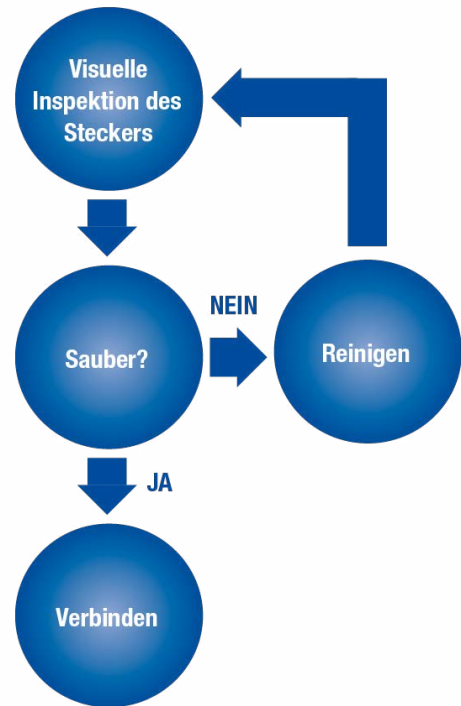 Visuelle
Inspektion des
Steckers
Sauber?
NEIN
Reinigen
JA
Verbinden